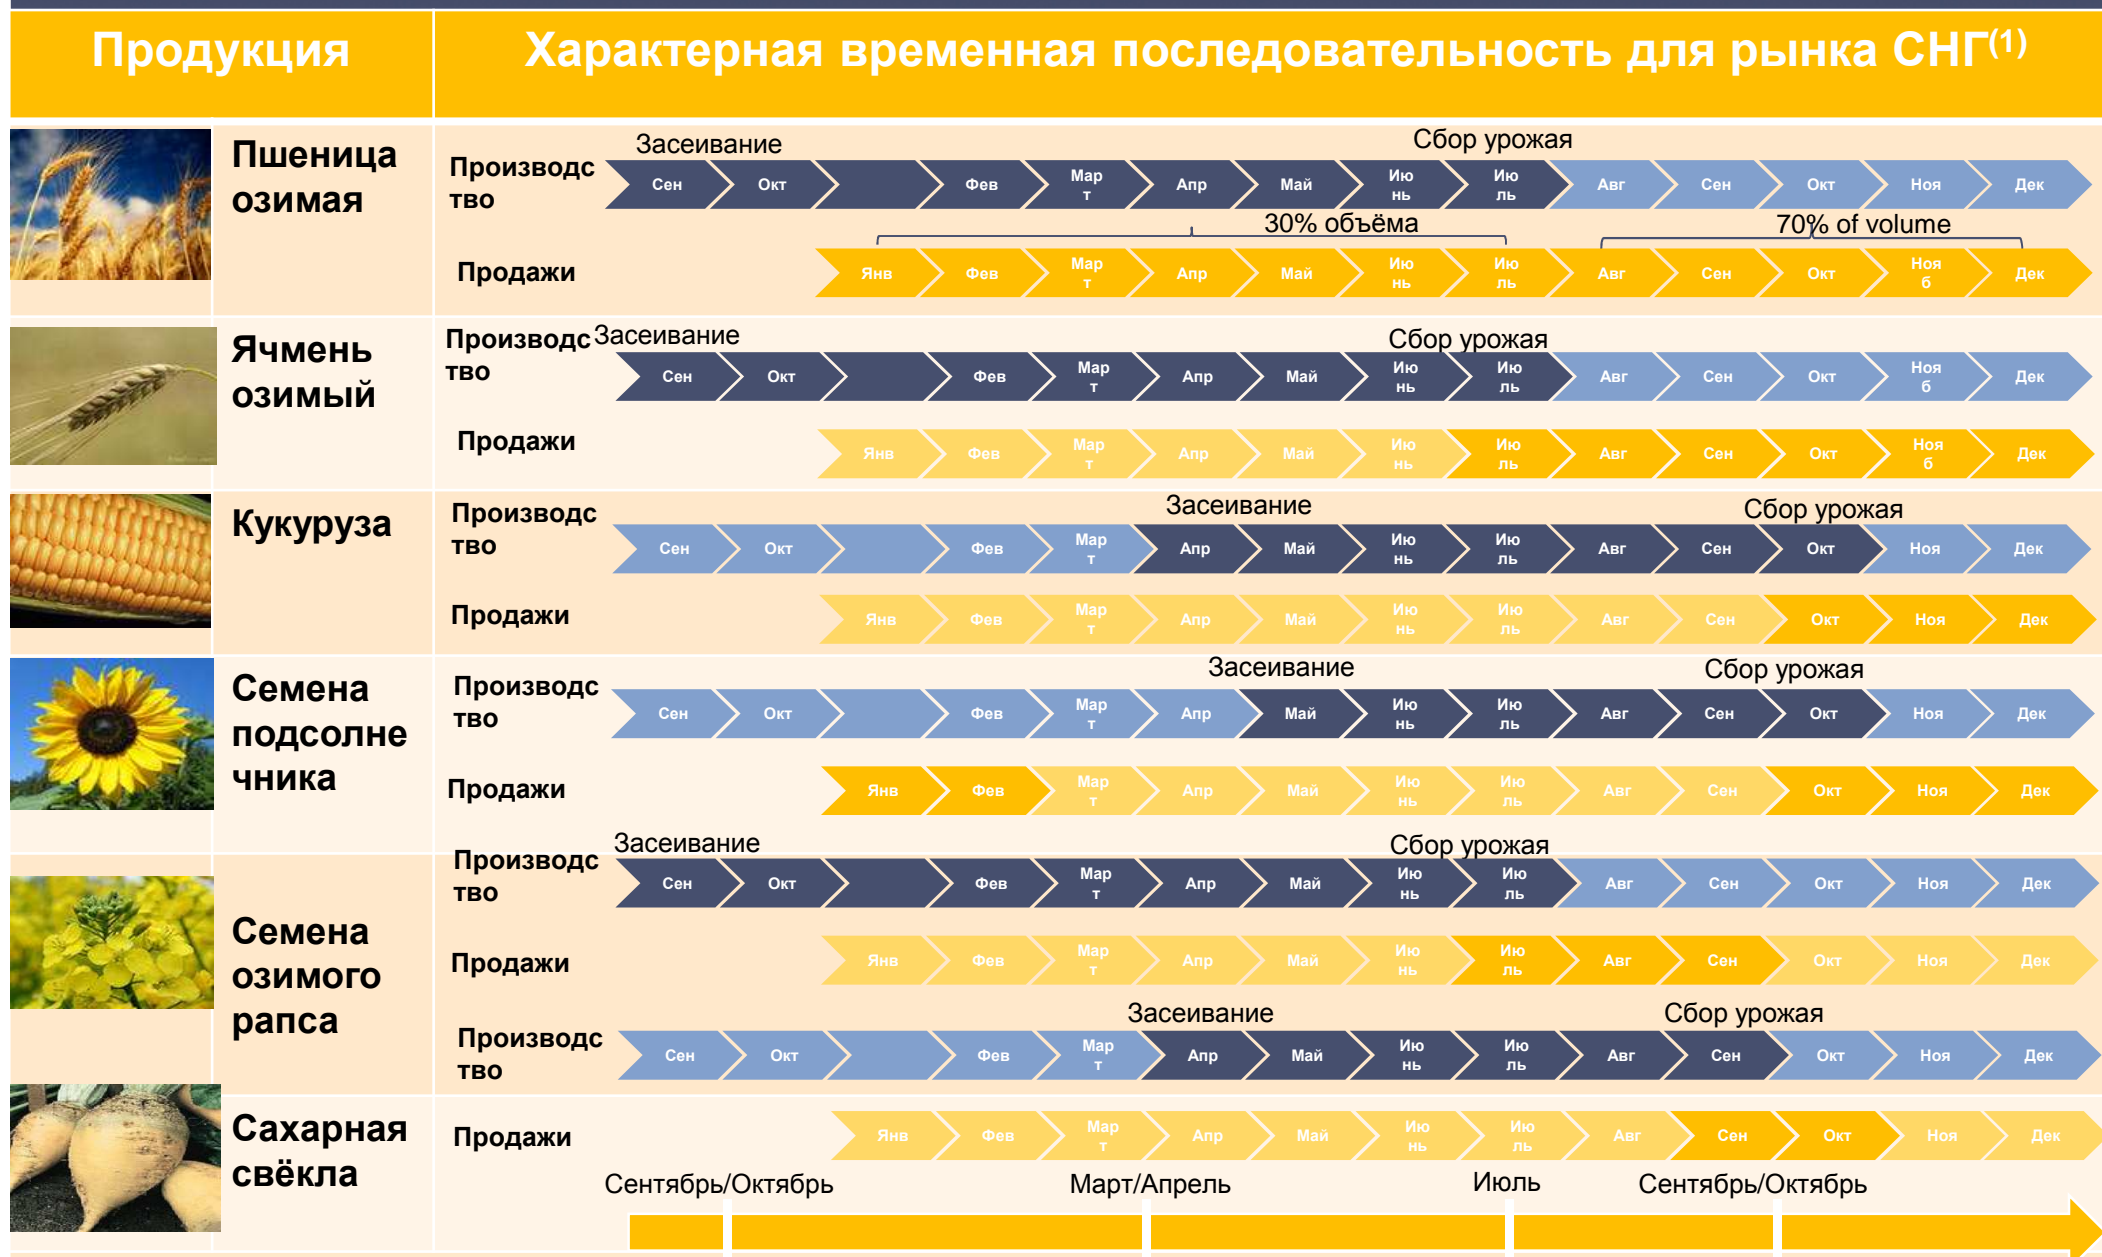 Продукция
Характерная временная последовательность для рынка СНГ(1)
Пшеница
озимая
Засеивание
Сбор урожая
Производс
тво
Сен Окт Фев Мар
т Апр Май Ию
нь Ию
ль Авг Сен Окт Ноя Дек
30% объёма
70% of volume
Продажи
Янв Фев Мар
т Апр Май Ию
нь Ию
ль Авг Сен Окт Ноя
б Дек
Ячмень
озимый
Засеивание
Сбор урожая
Производс
тво
Сен Окт Фев Мар
т Апр Май Ию
нь Ию
ль Авг Сен Окт Ноя
б Дек
Продажи
Янв Фев Мар
т Апр Май Ию
нь Ию
ль Авг Сен Окт Ноя
б Дек
Кукуруза
Засеивание
Сбор урожая
Производс
тво
Сен Окт Фев Мар
т Апр Май Ию
нь Ию
ль Авг Сен Окт Ноя Дек
Продажи
Янв Фев Мар
т Апр Май Ию
нь Ию
ль Авг Сен Окт Ноя Дек
Семена
подсолне
чника
Засеивание
Сбор урожая
Производс
тво
Сен Окт Фев Мар
т Апр Май Ию
нь Ию
ль Авг Сен Окт Ноя Дек
Продажи
Янв Фев Мар
т Апр Май Ию
нь Ию
ль Авг Сен Окт Ноя Дек
Семена
озимого
рапса
Засеивание
Сбор урожая
Производс
тво
Сен Окт Фев Мар
т Апр Май Ию
нь Ию
ль Авг Сен Окт Ноя Дек
Продажи
Янв Фев Мар
т Апр Май Ию
нь Ию
ль Авг Сен Окт Ноя Дек
Засеивание
Сбор урожая
Производс
тво
Сен Окт Фев Мар
т Апр Май Ию
нь Ию
ль Авг Сен Окт Ноя Дек
Сахарная
свёкла
Продажи
Янв Фев Мар
т Апр Май Ию
нь Ию
ль Авг Сен Окт Ноя Дек
Сентябрь/Октябрь
Март/Апрель
Июль
Сентябрь/Октябрь